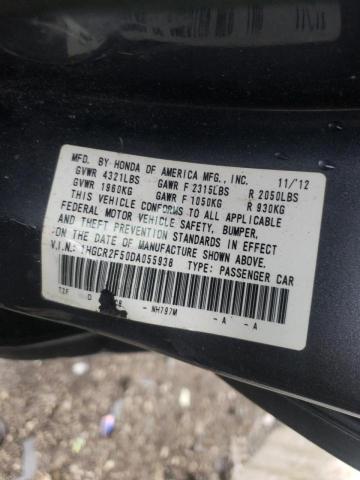 MFD. BY HONDA OF AMERICA MFG., INC. 11/'12
GVWR 4321LBS GAWR F 2315LBS R 2050LBS
GVWR 1960KG GAWR F 1050KG R 930KG
THIS VEHICLE CONFORMS TO ALL APPLICABLE
FEDERAL MOTOR VEHICLE SAFETY, BUMPER,
AND THEFT PREVENTION STANDARDS IN EFFECT
ON THE DATE OF MANUFACTURE SHOWN ABOVE.
V.I.N.: 1HGCR2F50DA055938 TYPE: PASSENGER CAR
NH797M -A -A